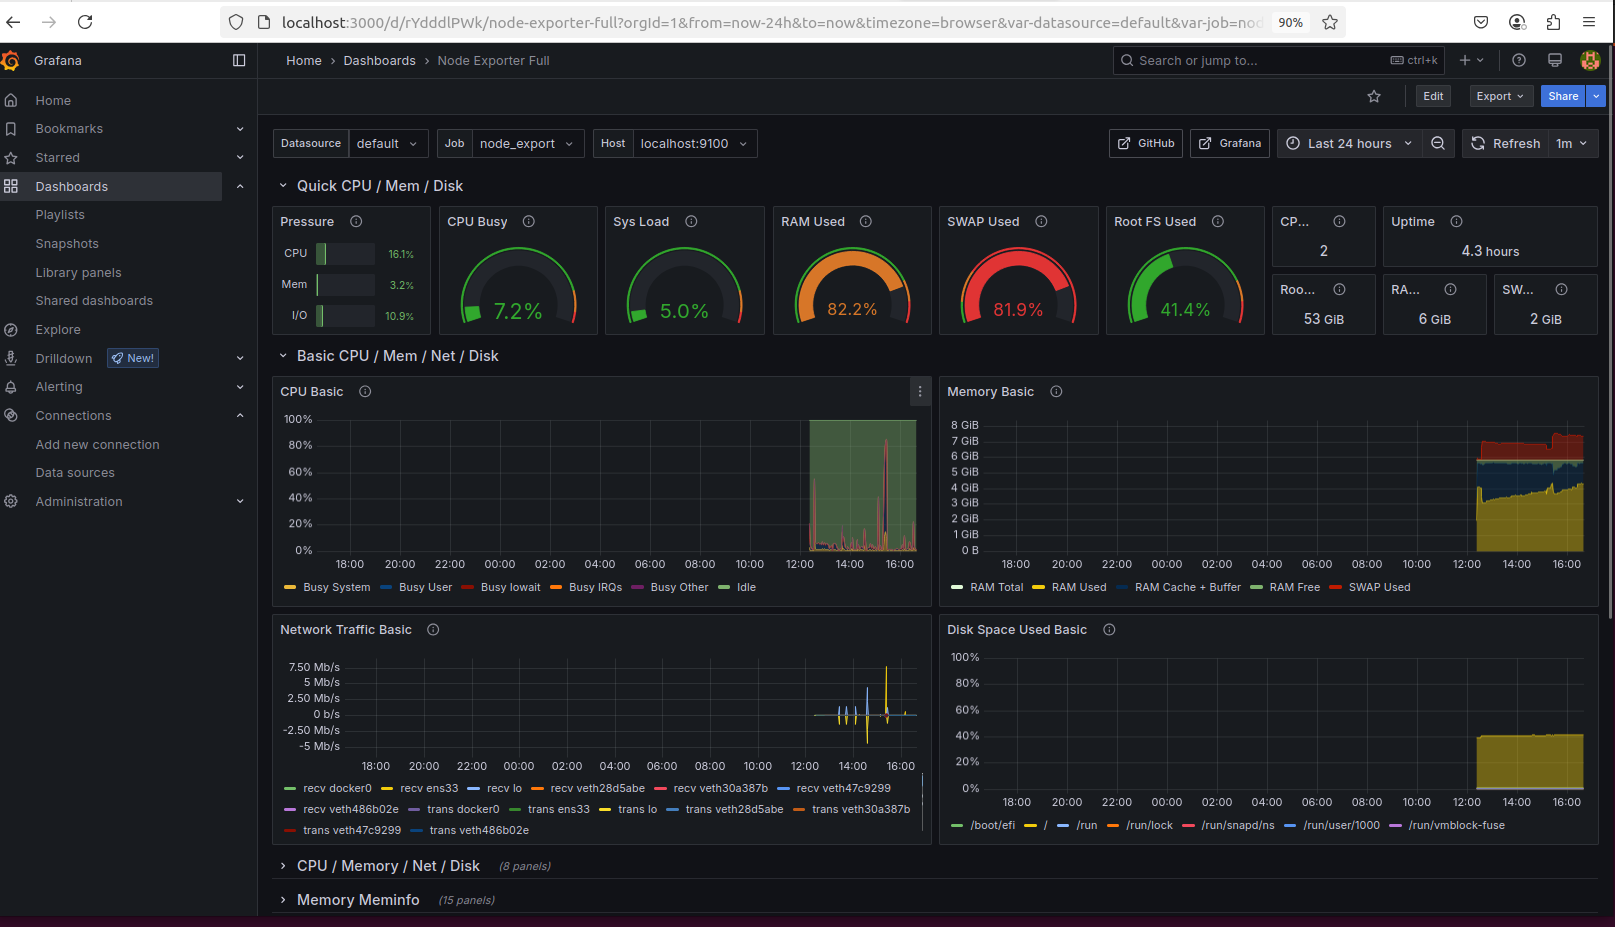 localhost:3000/d/rYdddlPWk/node-exporter-full?orgId=1&from=now-24h&to=now&timezone=browser&var-datasource=default&var-job=nod
90%
Grafana
Home › Dashboards › Node Exporter Full
Search or jump to...
ctrl+k
Edit
Export
Share
Home
Bookmarks
Starred
Dashboards
Playlists
Snapshots
Library panels
Shared dashboards
Explore
Drilldown New!
Alerting
Connections
Add new connection
Data sources
Administration
Datasource default Job node_export Host localhost:9100
GitHub Grafana Last 24 hours Refresh 1m
Quick CPU / Mem / Disk
Pressure
CPU 16.1%
Mem 3.2%
I/O 10.9%
CPU Busy
7.2%
Sys Load
5.0%
RAM Used
82.2%
SWAP Used
81.9%
Root FS Used
41.4%
CP...
2
Uptime
4.3 hours
Roo...
53 GiB
RA...
6 GiB
SW...
2 GiB
Basic CPU / Mem / Net / Disk
CPU Basic
100%
80%
60%
40%
20%
0%
18:00 20:00 22:00 00:00 02:00 04:00 06:00 08:00 10:00 12:00 14:00 16:00
Busy System Busy User Busy Iowait Busy IRQs Busy Other Idle
Memory Basic
8 GiB
7 GiB
6 GiB
5 GiB
4 GiB
3 GiB
2 GiB
1 GiB
0 B
18:00 20:00 22:00 00:00 02:00 04:00 06:00 08:00 10:00 12:00 14:00 16:00
RAM Total RAM Used RAM Cache + Buffer RAM Free SWAP Used
Network Traffic Basic
7.50 Mb/s
5 Mb/s
2.50 Mb/s
0 b/s
-2.50 Mb/s
-5 Mb/s
18:00 20:00 22:00 00:00 02:00 04:00 06:00 08:00 10:00 12:00 14:00 16:00
recv docker0 recv ens33 recv lo recv veth28d5abe recv veth30a387b recv veth47c9299
recv veth486b02e trans docker0 trans ens33 trans lo trans veth28d5abe trans veth30a387b
trans veth47c9299 trans veth486b02e
Disk Space Used Basic
100%
80%
60%
40%
20%
0%
18:00 20:00 22:00 00:00 02:00 04:00 06:00 08:00 10:00 12:00 14:00 16:00
/boot/efi / /run /run/lock /run/snapd/ns /run/user/1000 /run/vmblock-fuse
CPU / Memory / Net / Disk (8 panels)
Memory Meminfo (15 panels)